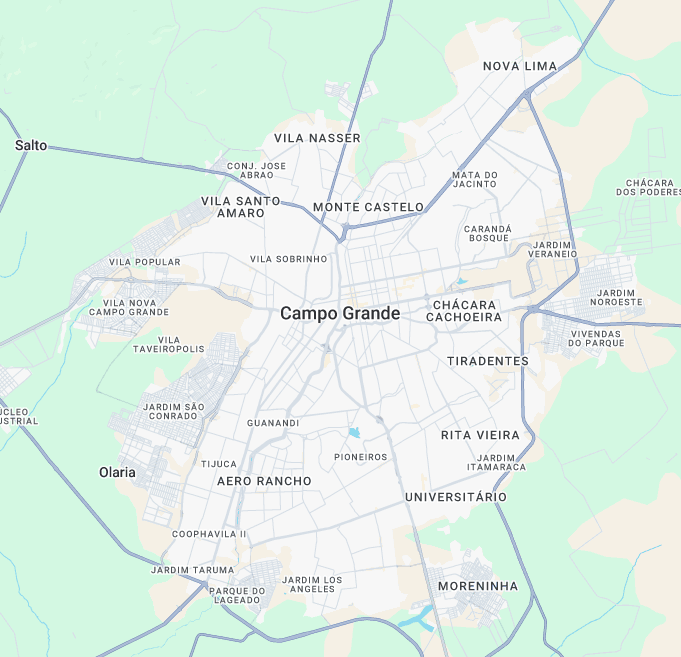 NOVA LIMA
VILA NASSER
Salto
CONJ. JOSE
ABRAO
MATA DO
JACINTO
CHÁCARA
DOS PODERES
VILA SANTO
AMARO
MONTE CASTELO
CARANDÁ
BOSQUE
JARDIM
VERANEIO
VILA POPULAR
VILA SOBRINHO
VILA NOVA
CAMPO GRANDE
JARDIM
NOROESTE
Campo Grande
CHÁCARA
CACHOEIRA
VIVENDAS
DO PARQUE
VILA
TAVEIROPOLIS
TIRADENTES
JARDIM SÃO
CONRADO
GUANANDI
RITA VIEIRA
PIONEIROS
TIJUCA
JARDIM
ITAMARACA
Olaria
AERO RANCHO
UNIVERSITÁRIO
COOPHAVILA II
JARDIM TARUMA
JARDIM LOS
ANGELES
MORENINHA
PARQUE DO
LAGEADO